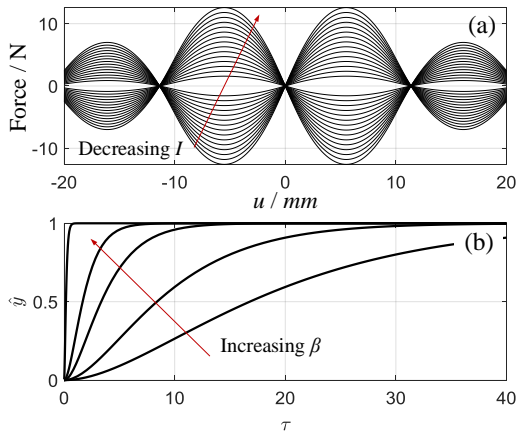 (a)
Force / N
10
0
-10
Decreasing I
-20
-10
0
10
20
u / mm
(b)
ŷ
1
0.5
0
Increasing β
0
10
20
30
40
τ